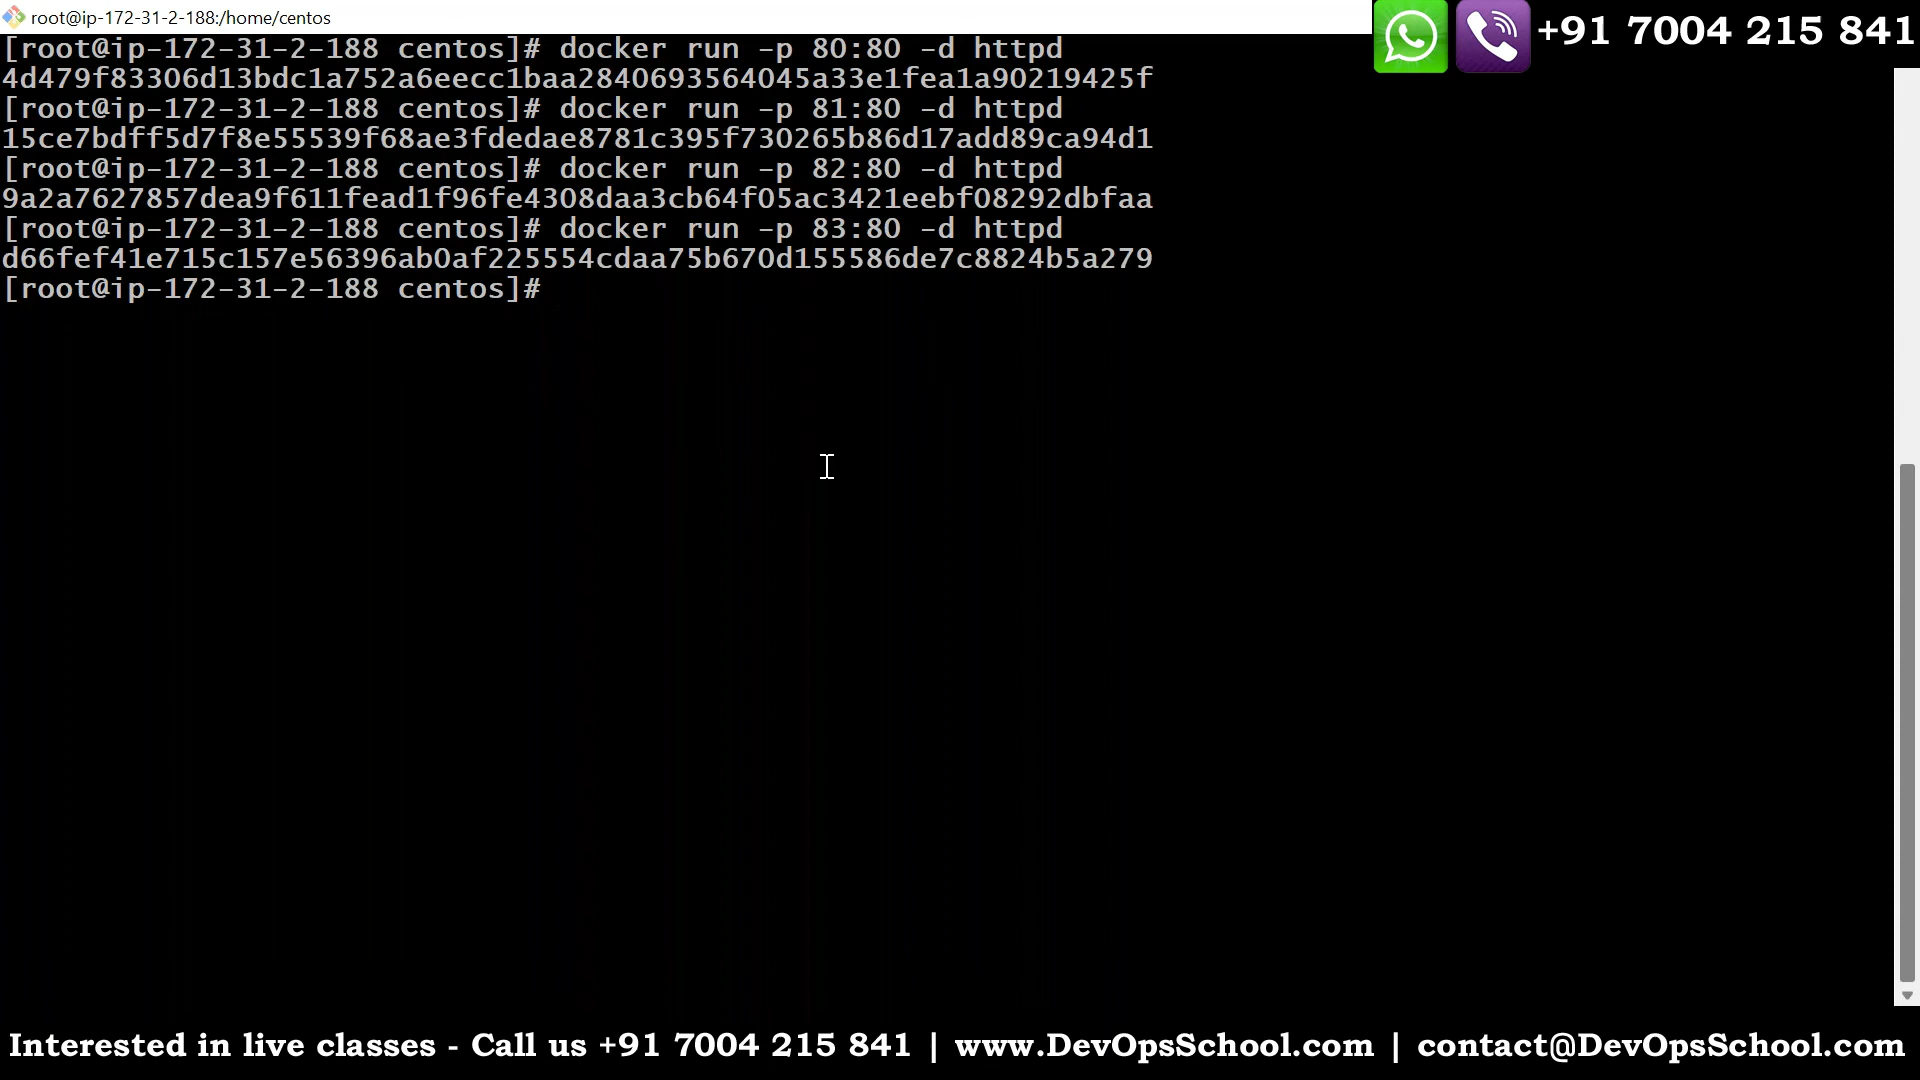 root@ip-172-31-2-188:/home/centos
+91 7004 215 841
[root@ip-172-31-2-188 centos]# docker run -p 80:80 -d httpd
4d479f83306d13bdc1a752a6eecc1baa2840693564045a33e1fea1a90219425f
[root@ip-172-31-2-188 centos]# docker run -p 81:80 -d httpd
15ce7bdff5d7f8e55539f68ae3fdedae8781c395f730265b86d17add89ca94d1
[root@ip-172-31-2-188 centos]# docker run -p 82:80 -d httpd
9a2a7627857dea9f611fead1f96fe4308daa3cb64f05ac3421eebf08292dbfaa
[root@ip-172-31-2-188 centos]# docker run -p 83:80 -d httpd
d66fef41e715c157e56396ab0af225554cdaa75b670d155586de7c8824b5a279
[root@ip-172-31-2-188 centos]#
Interested in live classes - Call us +91 7004 215 841 | www.DevOpsSchool.com | contact@DevOpsSchool.com